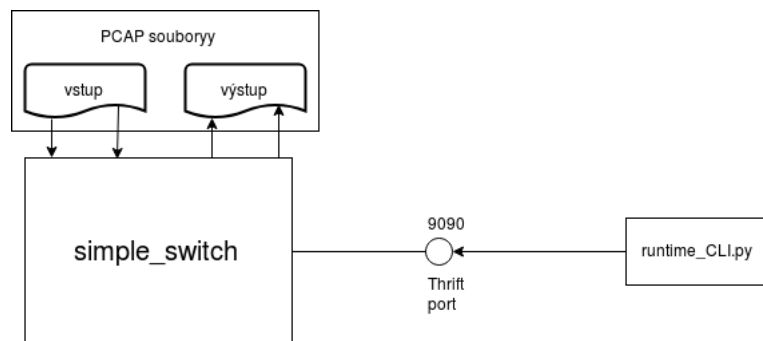 PCAP souboryy
vstup
výstup
simple_switch
9090
Thrift
port
runtime_CLI.py